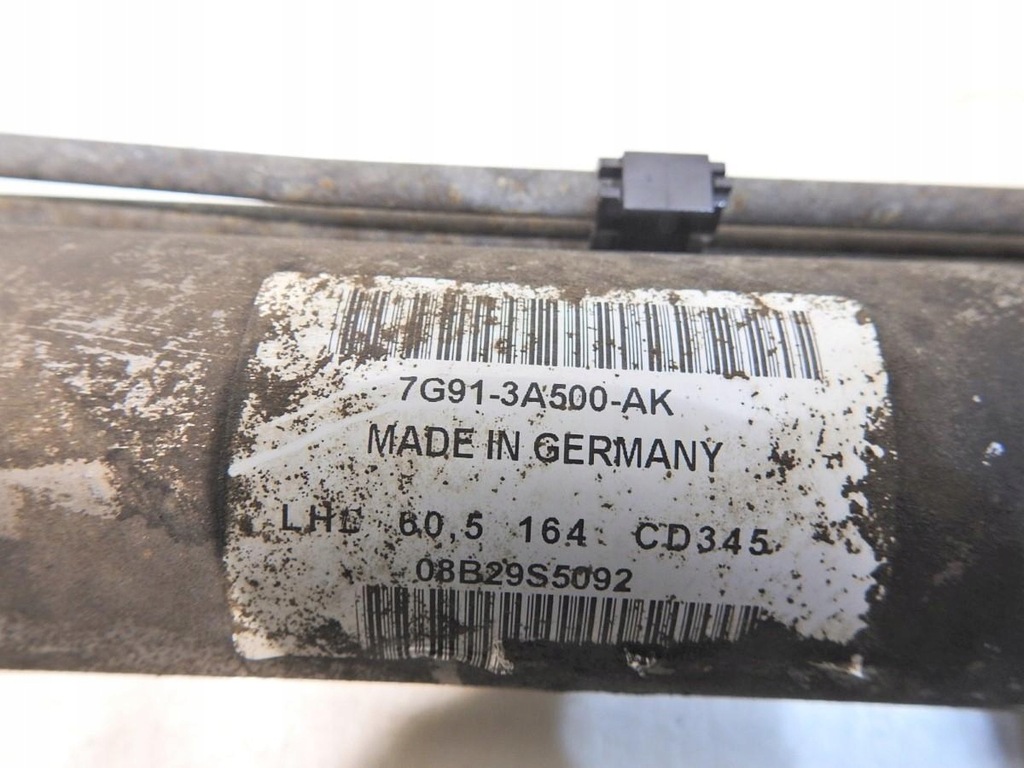 7G91-3A500-AK
MADE IN GERMANY
LHD 60,5 164 CD345
08B29S5092